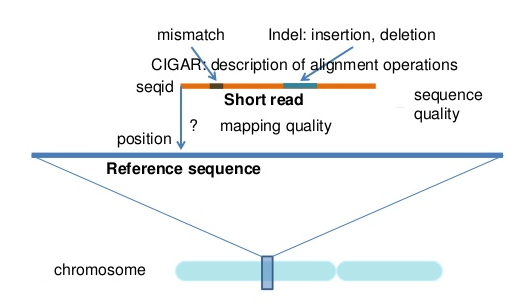 mismatch
Indel: insertion, deletion
CIGAR: description of alignment operations
seqid
Short read
sequence
quality
?
mapping quality
position
Reference sequence
chromosome